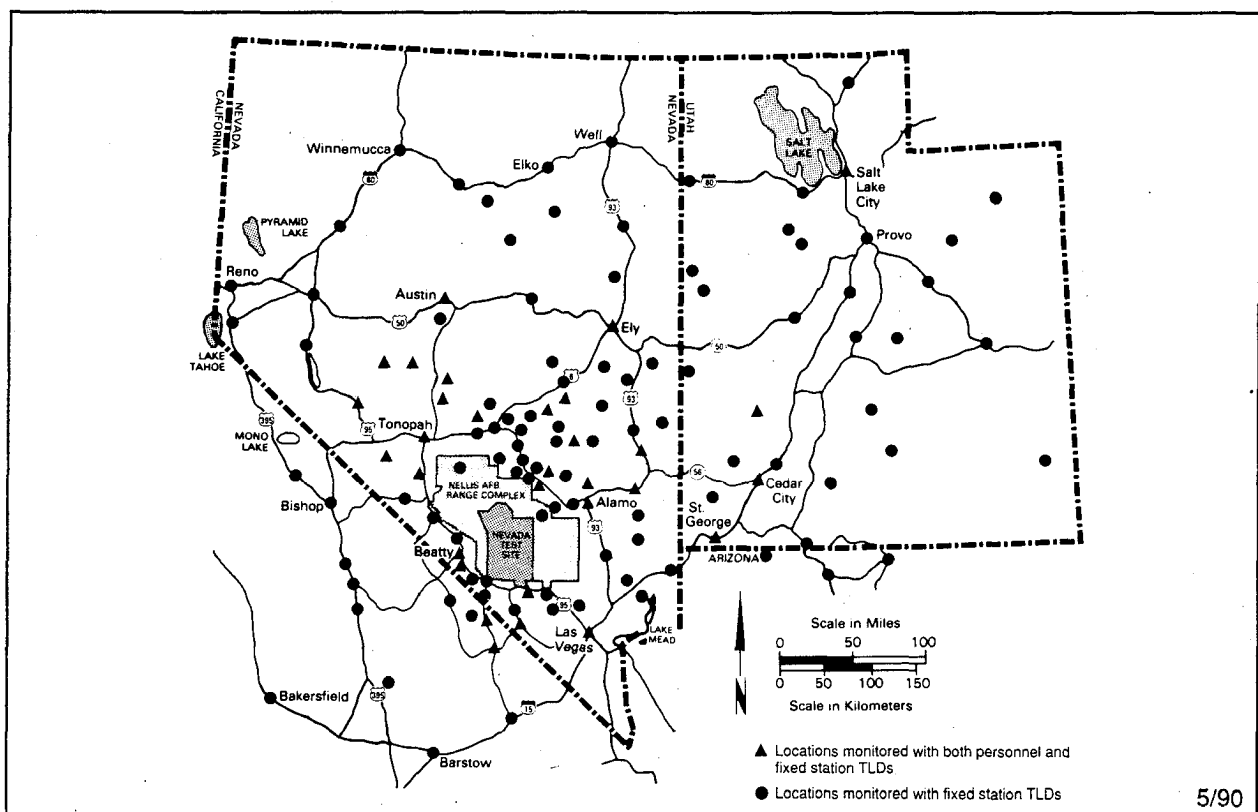 NEVADA
CALIFORNIA
UTAH
NEVADA
SALT
LAKE
Well
Winnemucca
Elko
80
93
80
Salt
Lake
City
PYRAMID
LAKE
Provo
Reno
Austin
50
Ely
50
LAKE
TAHOE
6
93
395
95
Tonopah
MONO
LAKE
56
NELLIS AFB
RANGE COMPLEX
Cedar
City
Bishop
Alamo
St.
George
93
NEVADA
TEST
SITE
Beatty
ARIZONA
95
Las
Vegas
LAKE
MEAD
Scale in Miles
0 50 100
0 50 100 150
Scale in Kilometers
N
Bakersfield
395
15
Barstow
Locations monitored with both personnel and
fixed station TLDs
Locations monitored with fixed station TLDs
5/90